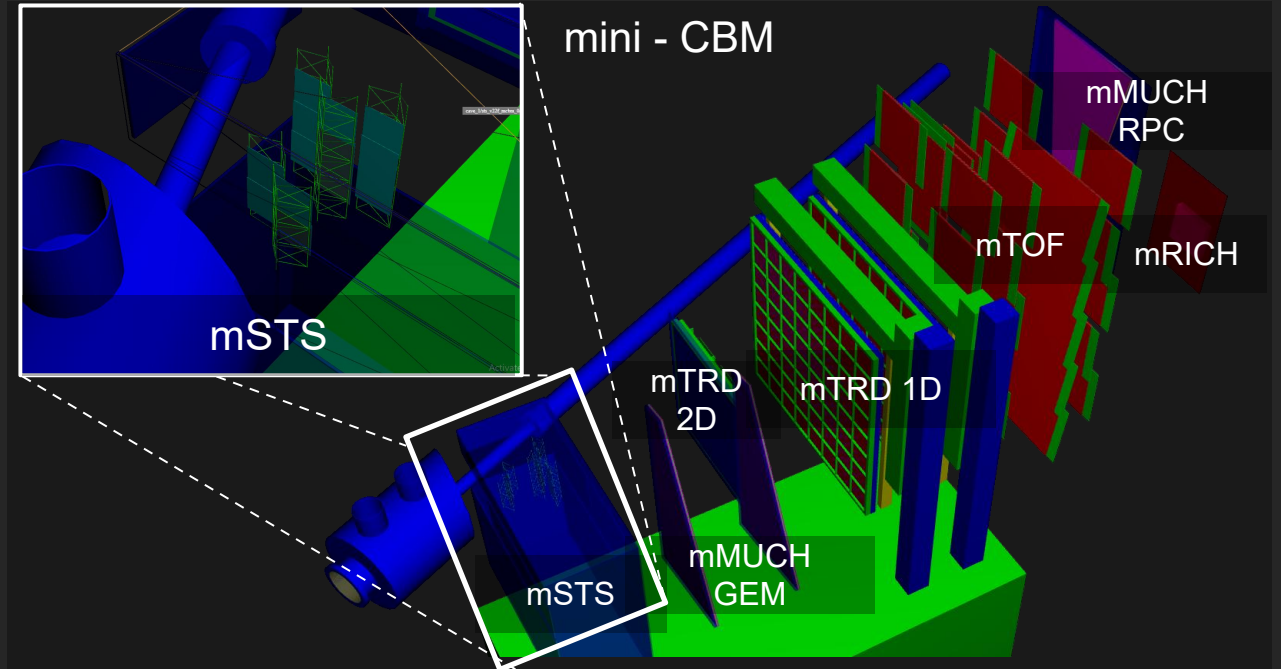 mini - CBM
mMUCH
RPC
mTOF
mRICH
mSTS
mTRD
2D
mTRD 1D
mMUCH
GEM
mSTS